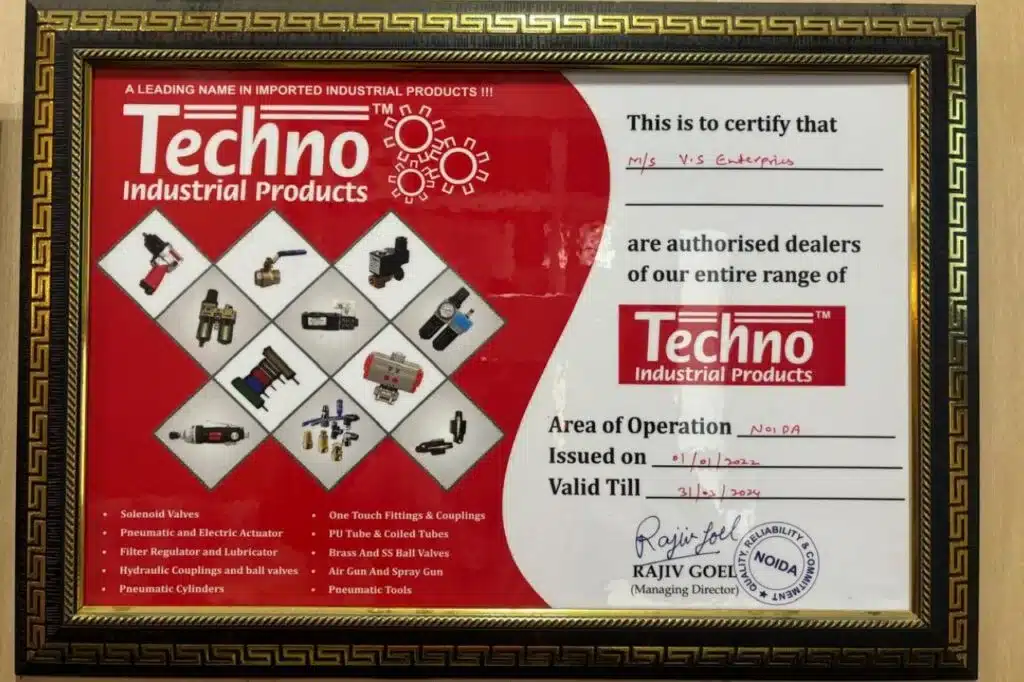 A LEADING NAME IN IMPORTED INDUSTRIAL PRODUCTS !!!
Techno TM
Industrial Products
• Solenoid Valves
• Pneumatic and Electric Actuator
• Filter Regulator and Lubricator
• Hydraulic Couplings and ball valves
• Pneumatic Cylinders
• One Touch Fittings & Couplings
• PU Tube & Coiled Tubes
• Brass And SS Ball Valves
• Air Gun And Spray Gun
• Pneumatic Tools
This is to certify that
M/S V.S Enterpries
are authorised dealers
of our entire range of
Techno TM
Industrial Products
Area of Operation NOIDA
Issued on 01/01/2022
Valid Till 31/03/2024
Rajiv Goel
RAJIV GOEL
(Managing Director)
QUALITY, RELIABILITY & COMMITMENT ★
NOIDA